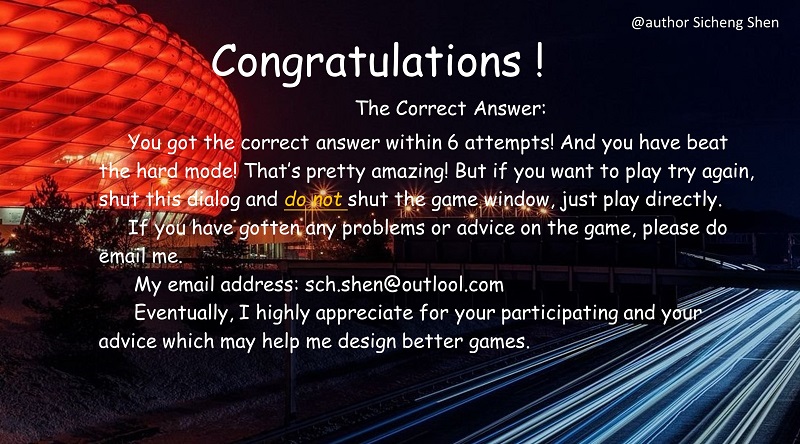 @author Sicheng Shen
Congratulations !
The Correct Answer:
You got the correct answer within 6 attempts! And you have beat
the hard mode! That's pretty amazing! But if you want to play try again,
shut this dialog and do not shut the game window, just play directly.
If you have gotten any problems or advice on the game, please do
email me.
My email address: sch.shen@outlool.com
Eventually, I highly appreciate for your participating and your
advice which may help me design better games.